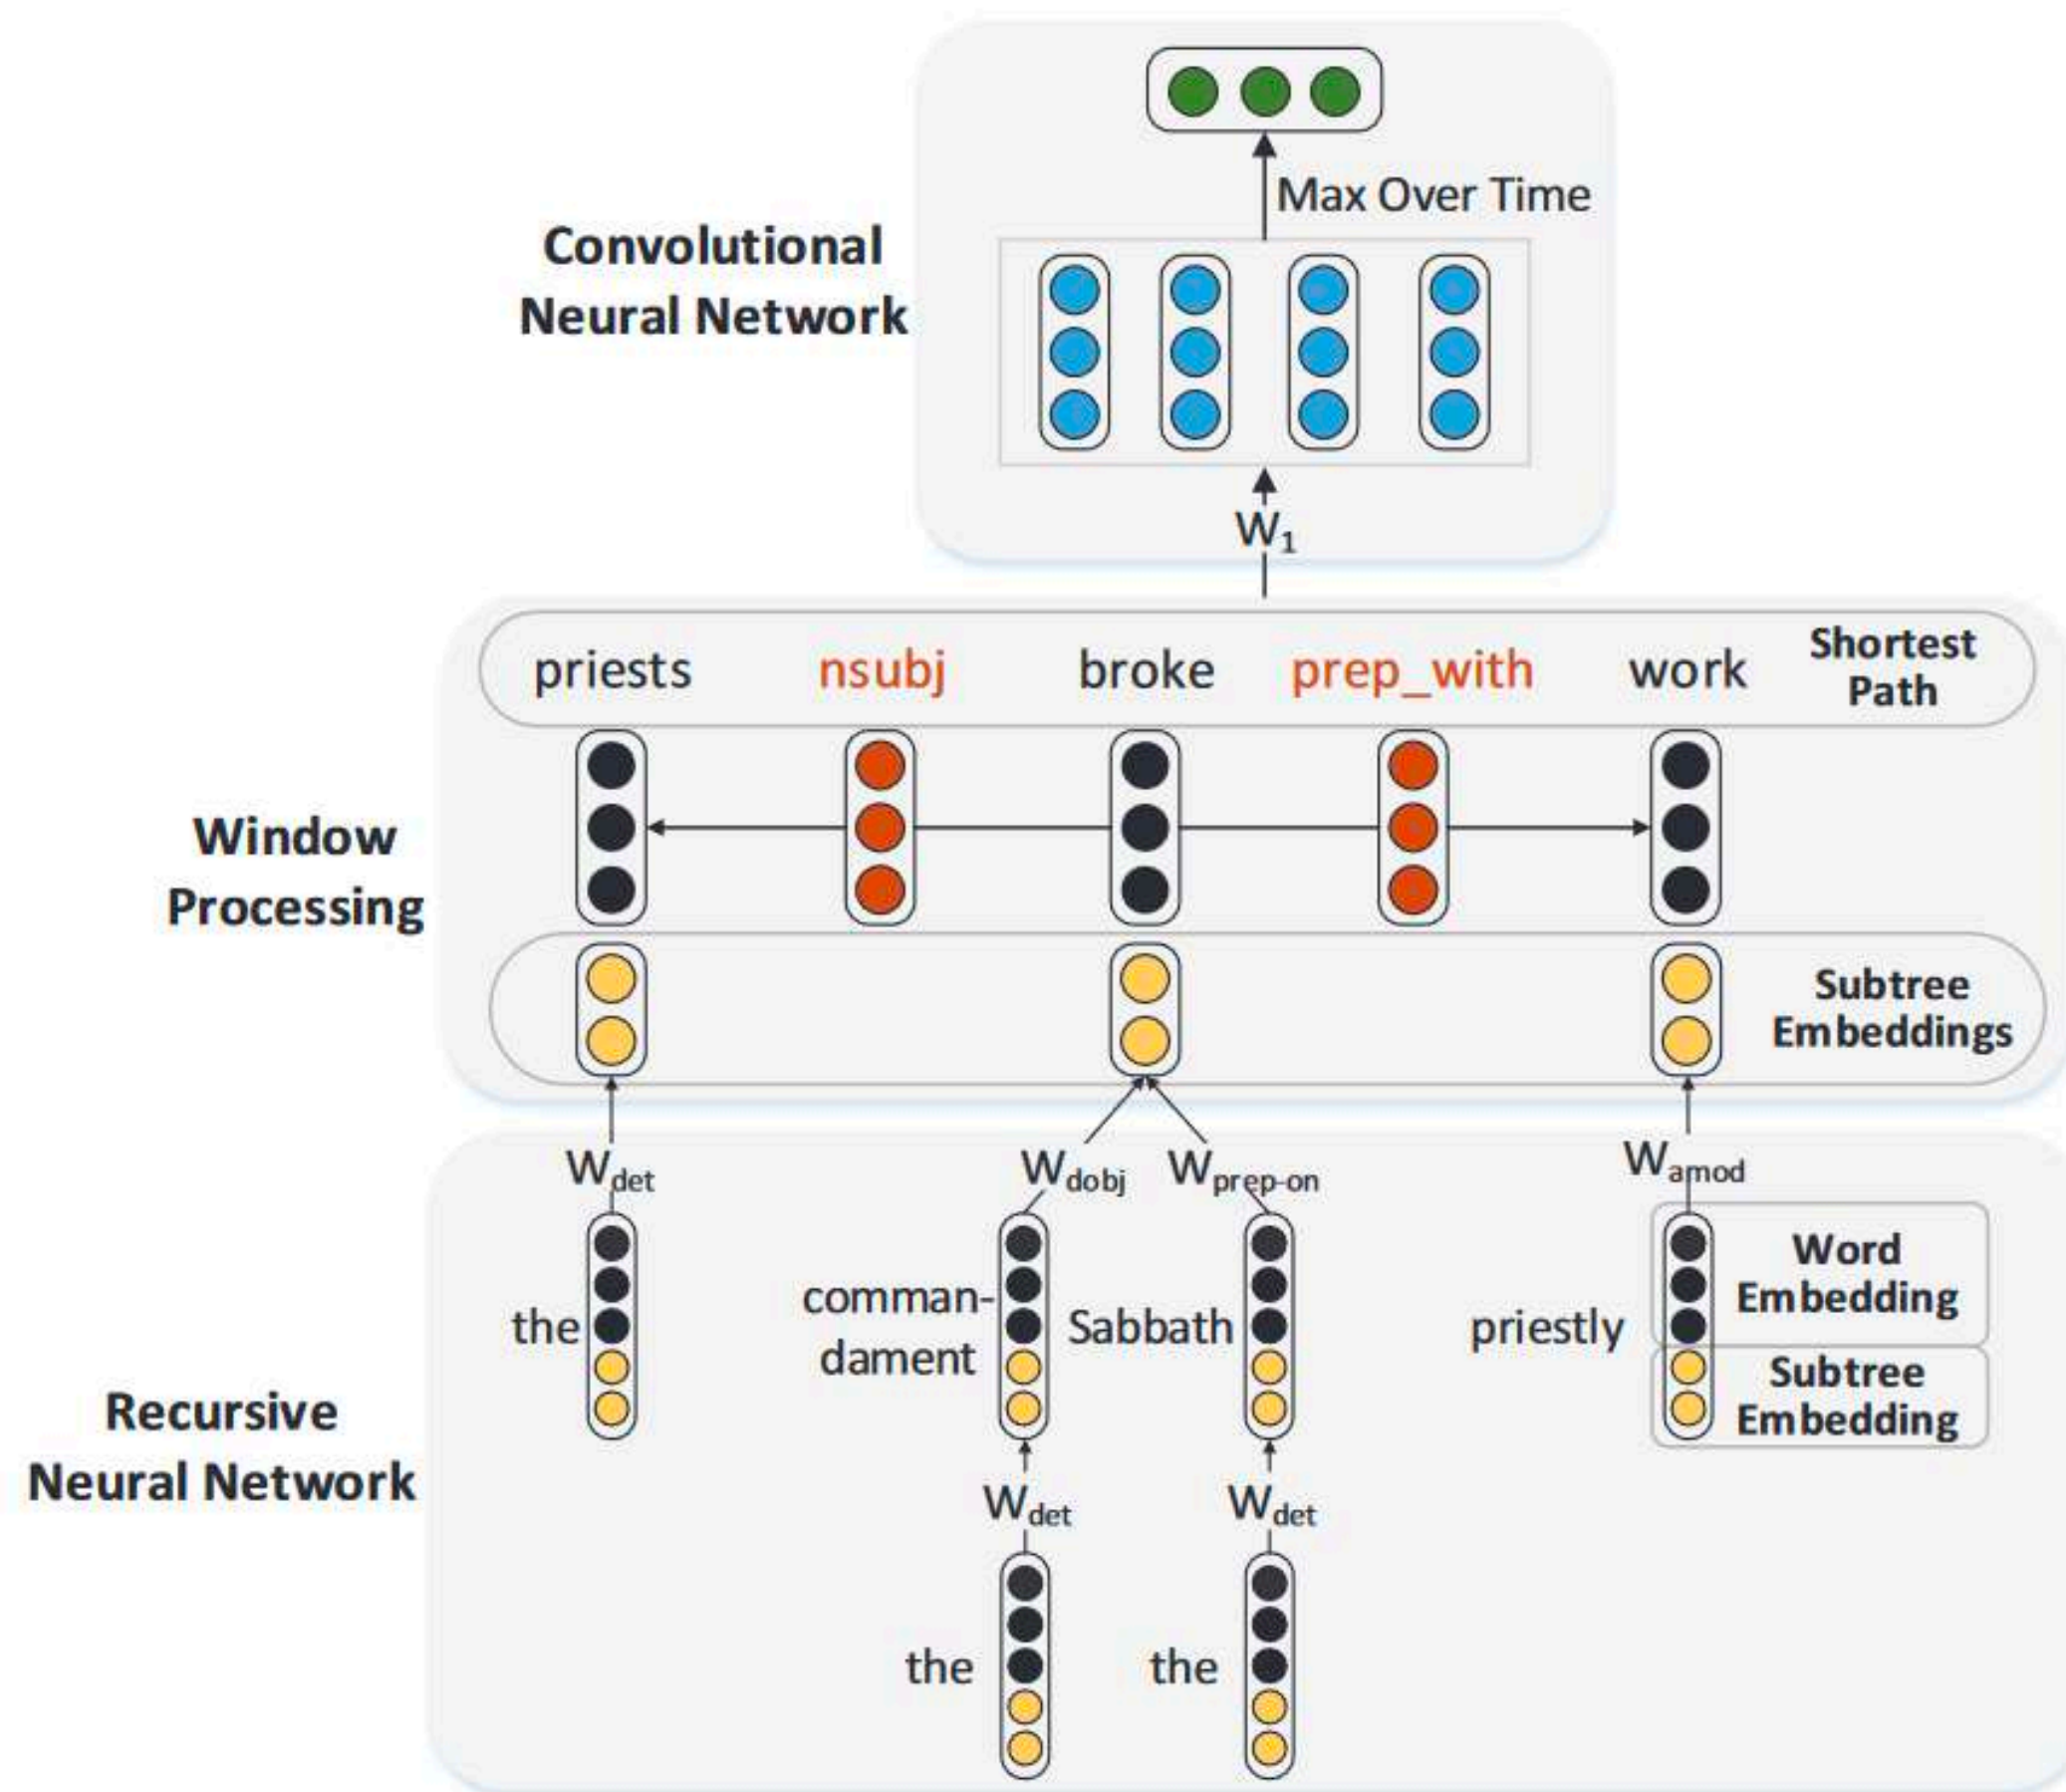 Max Over Time
Convolutional
Neural Network
W1
priests nsubj broke prep_with work
Shortest
Path
Window
Processing
Subtree
Embeddings
Wdet Wdobj Wprep-on Wamod
the
comman-
dament
Sabbath
priestly
Word
Embedding
Subtree
Embedding
Recursive
Neural Network
Wdet Wdet
the the